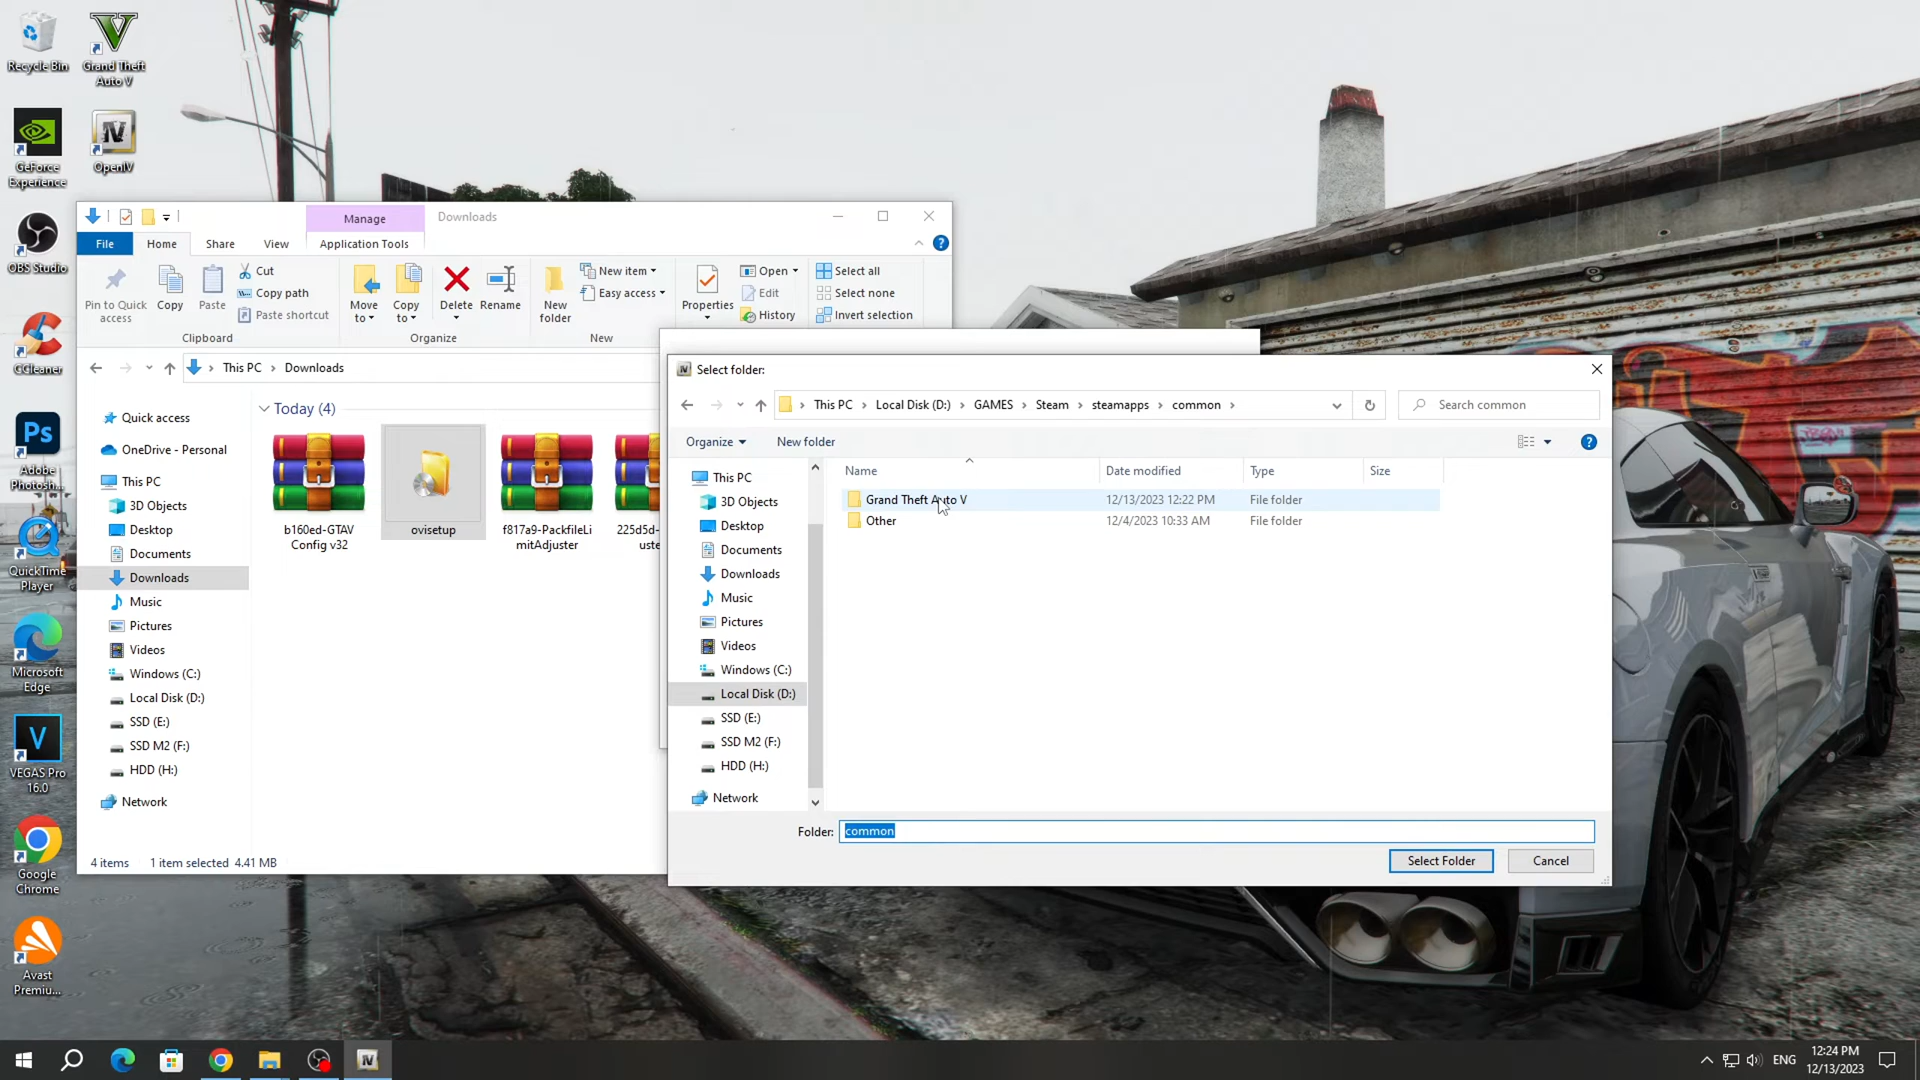 Recycle Bin
Grand Theft
Auto V
GeForce
Experience
OpenIV
OBS Studio
CCleaner
Ps
Adobe
Photosh...
QuickTime
Player
Microsoft
Edge
V
VEGAS Pro
16.0
Google
Chrome
Avast
Premiu...
Manage
Downloads
File
Home
Share
View
Application Tools
Pin to Quick
access
Copy
Paste
Cut
Copy path
Paste shortcut
Clipboard
Move
to
Copy
to
Delete
Rename
Organize
New
folder
New item
Easy access
New
Properties
Open
Edit
History
Select all
Select none
Invert selection
This PC
Downloads
Quick access
OneDrive - Personal
This PC
3D Objects
Desktop
Documents
Downloads
Music
Pictures
Videos
Windows (C:)
Local Disk (D:)
SSD (E:)
SSD M2 (F:)
HDD (H:)
Network
Today (4)
b160ed-GTAV
Config v32
ovisetup
f817a9-PackfileLi
mitAdjuster
225d5d-
uste
4 items
1 item selected 4.41 MB
Select folder:
This PC
Local Disk (D:)
GAMES
Steam
steamapps
common
Search common
Organize
New folder
This PC
3D Objects
Desktop
Documents
Downloads
Music
Pictures
Videos
Windows (C:)
Local Disk (D:)
SSD (E:)
SSD M2 (F:)
HDD (H:)
Network
Name
Date modified
Type
Size
Grand Theft Auto V
12/13/2023 12:22 PM
File folder
Other
12/4/2023 10:33 AM
File folder
Folder:
common
Select Folder
Cancel
ENG
12:24 PM
12/13/2023